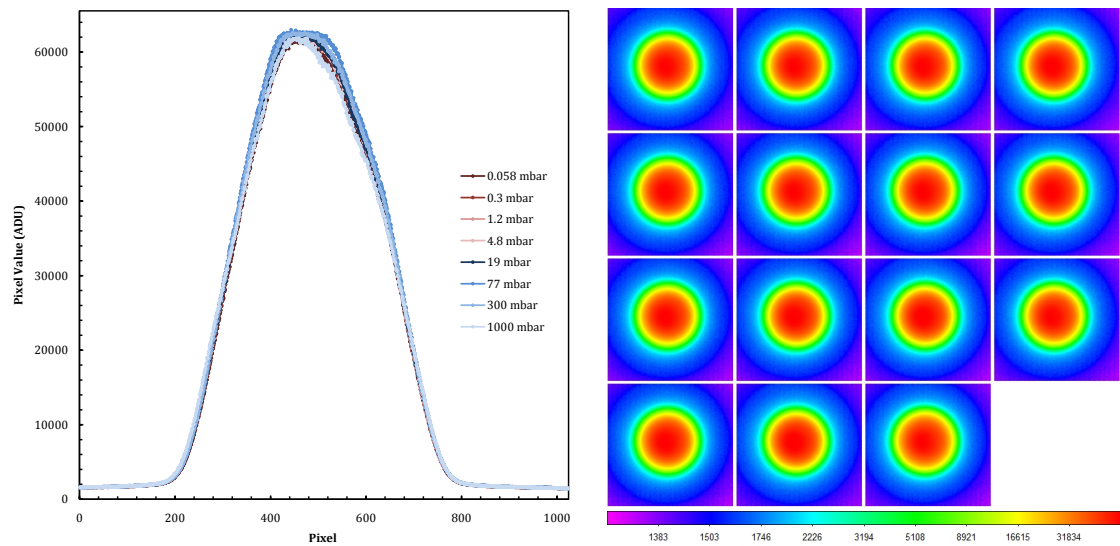 60000
50000
40000
30000
20000
10000
0
Pixel Value (ADU)
0.058 mbar
0.3 mbar
1.2 mbar
4.8 mbar
19 mbar
77 mbar
300 mbar
1000 mbar
0 200 400 600 800 1000
Pixel
1383 1503 1746 2226 3194 5108 8921 16615 31834